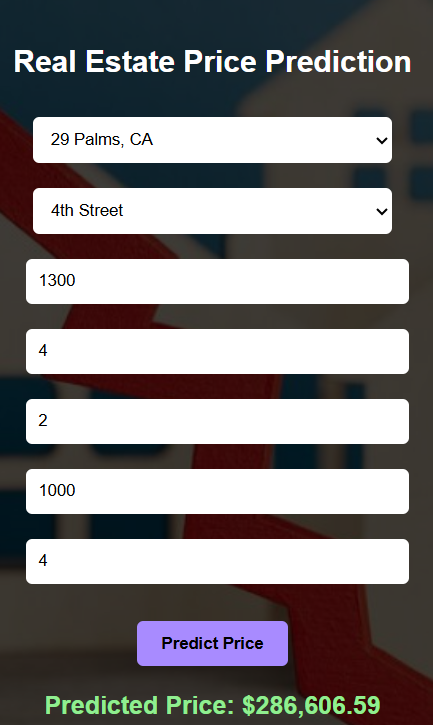 Real Estate Price Prediction
29 Palms, CA
4th Street
1300
4
2
1000
4
Predict Price
Predicted Price: $286,606.59